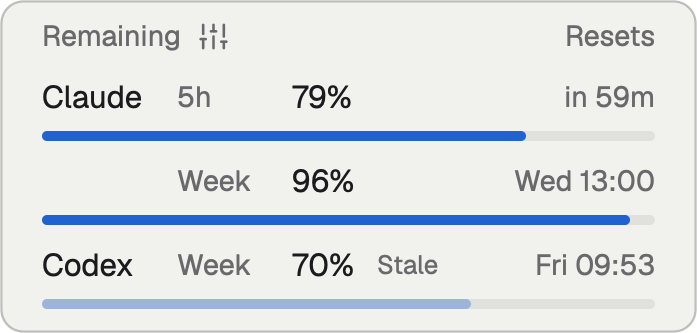 Remaining Resets
Claude 5h 79% in 59m
Week 96% Wed 13:00
Codex Week 70% Stale Fri 09:53